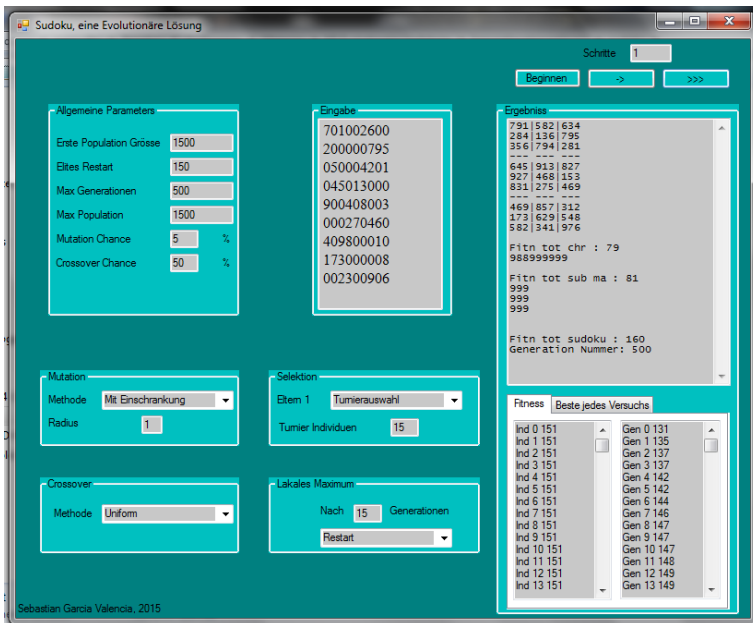 Sudoku, eine Evolutionäre Lösung
Schritte 1
Beginnen -> >>>
Allgemeine Parameters
Erste Population Grösse 1500
Elites Restart 150
Max Generationen 500
Max Population 1500
Mutation Chance 5 %
Crossover Chance 50 %
Eingabe
701002600
200000795
050004201
045013000
900408003
000270460
409800010
173000008
002300906
Ergebniss
791|582|634
284|136|795
356|794|281
--- --- ---
645|913|827
927|468|153
831|275|469
--- --- ---
469|857|312
173|629|548
582|341|976
Fitn tot chr : 79
988999999
Fitn tot sub ma : 81
999
999
999
Fitn tot sudoku : 160
Generation Nummer: 500
Mutation
Methode Mit Einschrankung
Radius 1
Selektion
Eltern 1 Turnierauswahl
Turnier Individuen 15
Crossover
Methode Uniform
Lakales Maximum
Nach 15 Generationen
Restart
Fitness Beste jedes Versuchs
Ind 0 151
Ind 1 151
Ind 2 151
Ind 3 151
Ind 4 151
Ind 5 151
Ind 6 151
Ind 7 151
Ind 8 151
Ind 9 151
Ind 10 151
Ind 11 151
Ind 12 151
Ind 13 151
Gen 0 131
Gen 1 135
Gen 2 137
Gen 3 137
Gen 4 142
Gen 5 142
Gen 6 144
Gen 7 146
Gen 8 147
Gen 9 147
Gen 10 147
Gen 11 148
Gen 12 149
Gen 13 149
Sebastian Garcia Valencia, 2015